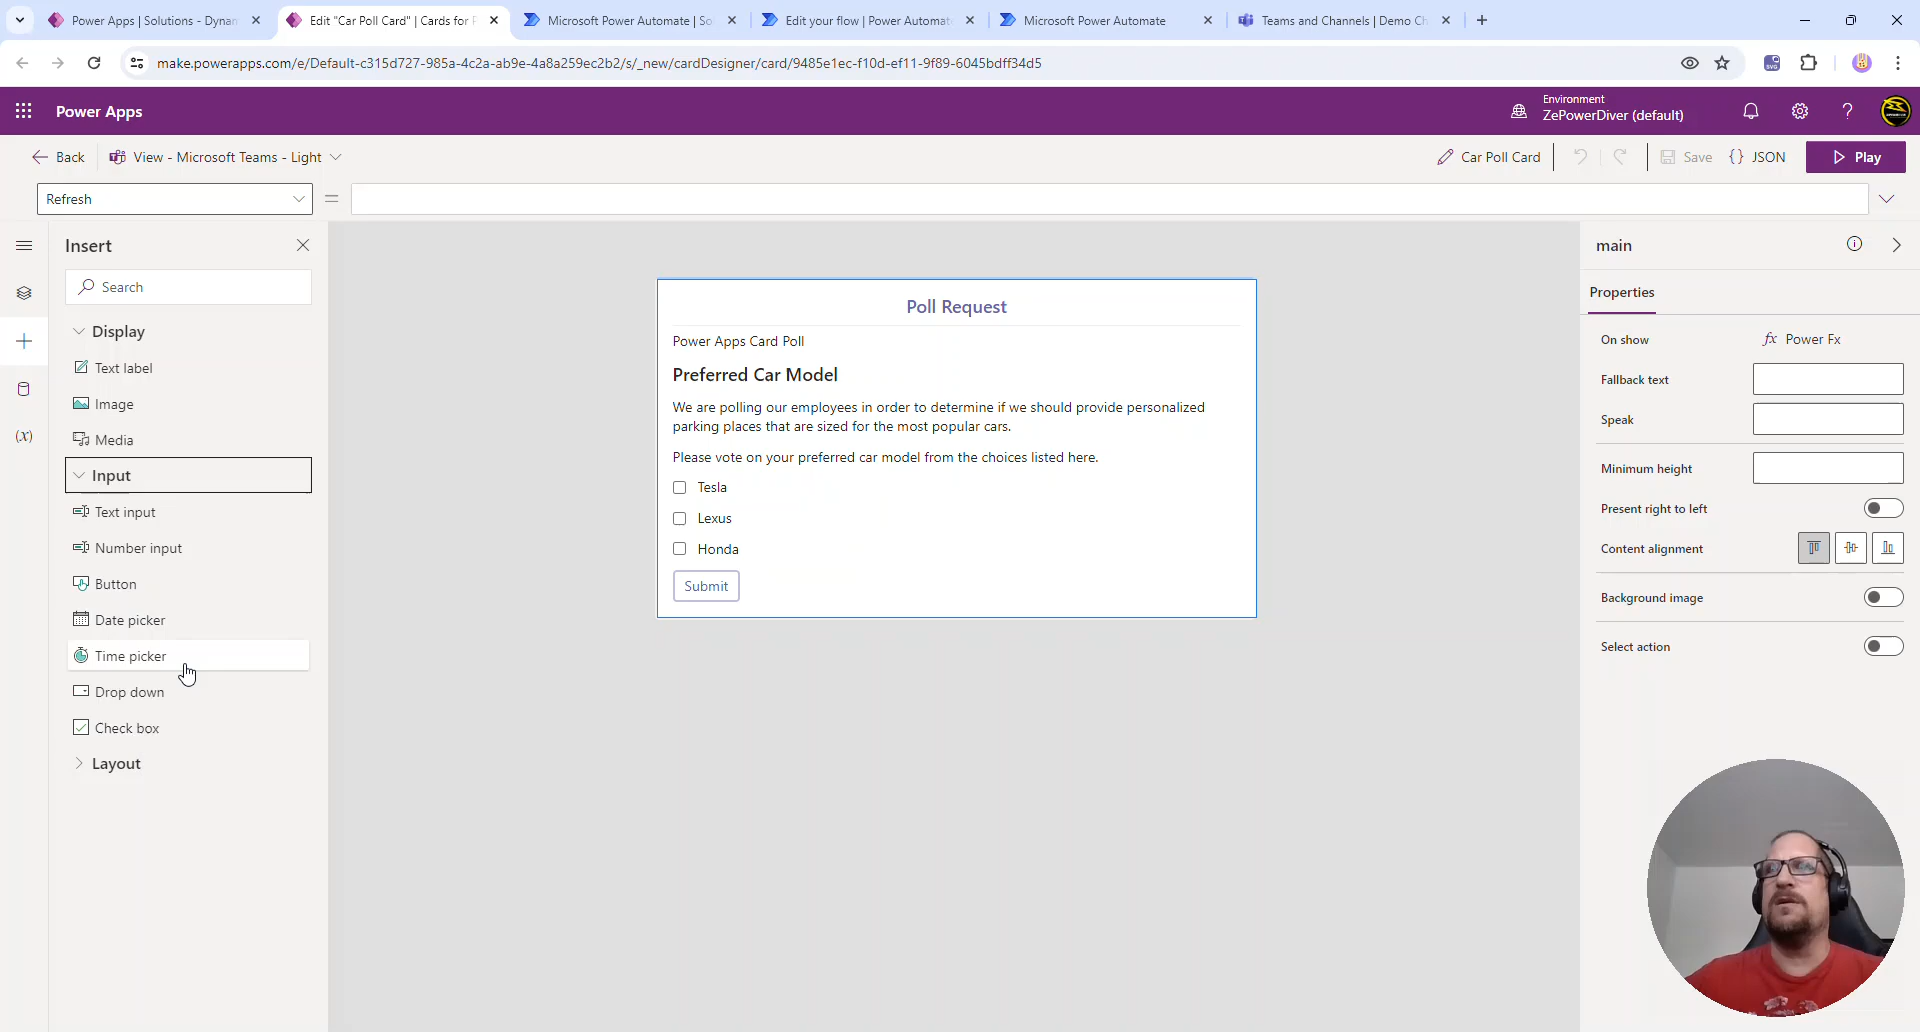 Power Apps | Solutions - Dynam
Edit "Car Poll Card" | Cards for P
Microsoft Power Automate | So
Edit your flow | Power Automate
Microsoft Power Automate
Teams and Channels | Demo Ch
make.powerapps.com/e/Default-c315d727-985a-4c2a-ab9e-4a8a259ec2b2/s/_new/cardDesigner/card/9485e1ec-f10d-ef11-9f89-6045bdff34d5
Power Apps
Environment
ZePowerDiver (default)
Back
View - Microsoft Teams - Light
Car Poll Card
Save
{} JSON
Play
Refresh
=
Insert
Search
Display
Text label
Image
Media
Input
Text input
Number input
Button
Date picker
Time picker
Drop down
Check box
Layout
(x)
Poll Request
Power Apps Card Poll
Preferred Car Model
We are polling our employees in order to determine if we should provide personalized
parking places that are sized for the most popular cars.
Please vote on your preferred car model from the choices listed here.
Tesla
Lexus
Honda
Submit
main
Properties
On show
fx Power Fx
Fallback text
Speak
Minimum height
Present right to left
Content alignment
Background image
Select action